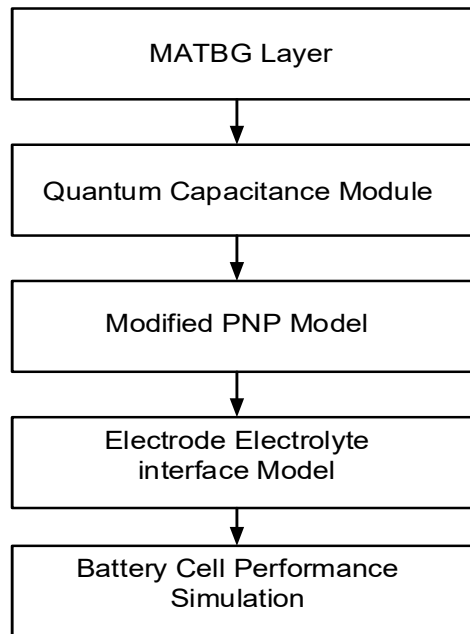 MATBG Layer
Quantum Capacitance Module
Modified PNP Model
Electrode Electrolyte
interface Model
Battery Cell Performance
Simulation